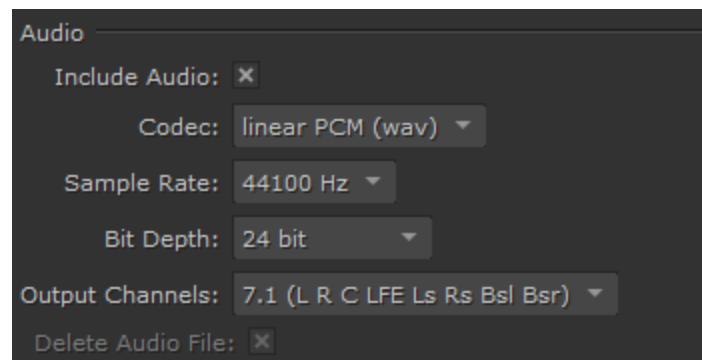 Audio
Include Audio:
Codec: linear PCM (wav)
Sample Rate: 44100 Hz
Bit Depth: 24 bit
Output Channels: 7.1 (L R C LFE Ls Rs Bsl Bsr)
Delete Audio File: